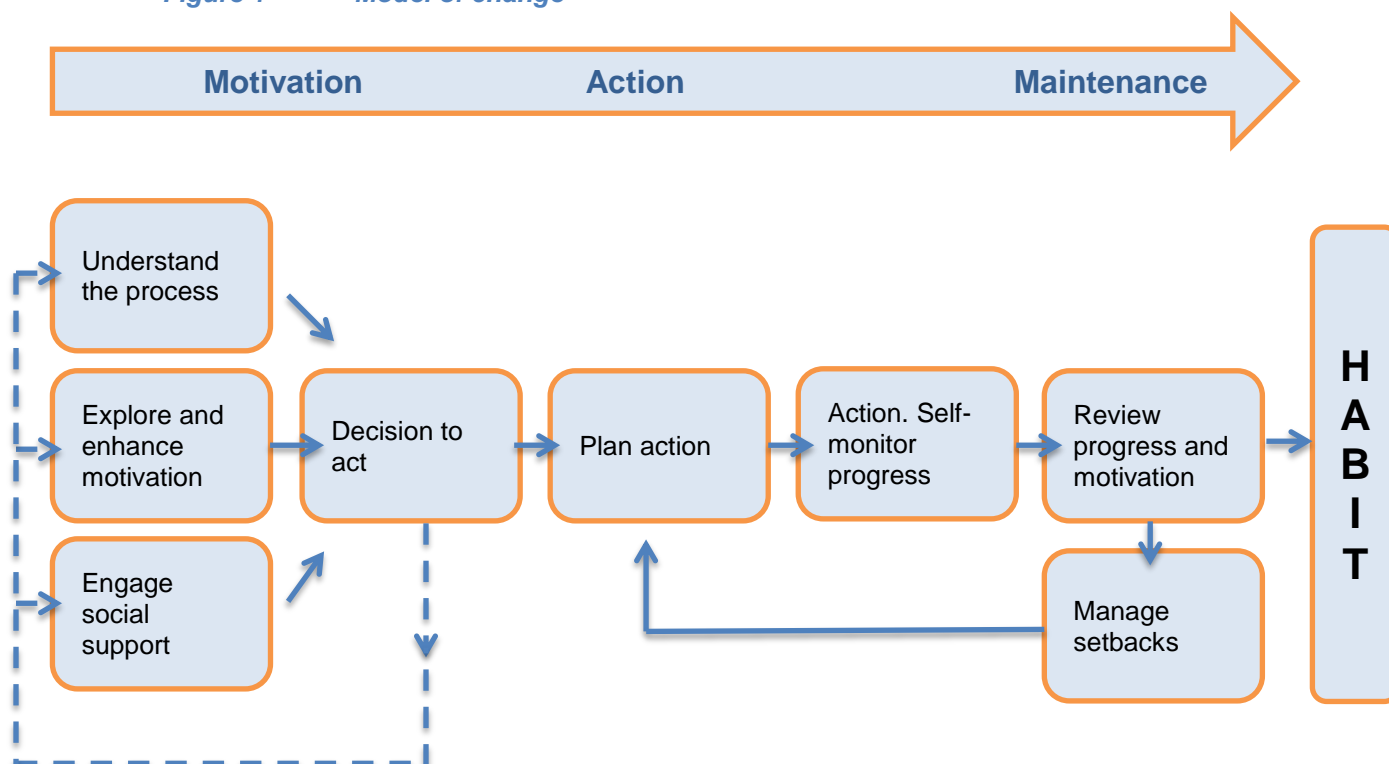 Motivation Action Maintenance
Understand
the process
Explore and
enhance
motivation
Engage
social
support
Decision to
act
Plan action
Action. Self-
monitor
progress
Review
progress and
motivation
Manage
setbacks
H
A
B
I
T